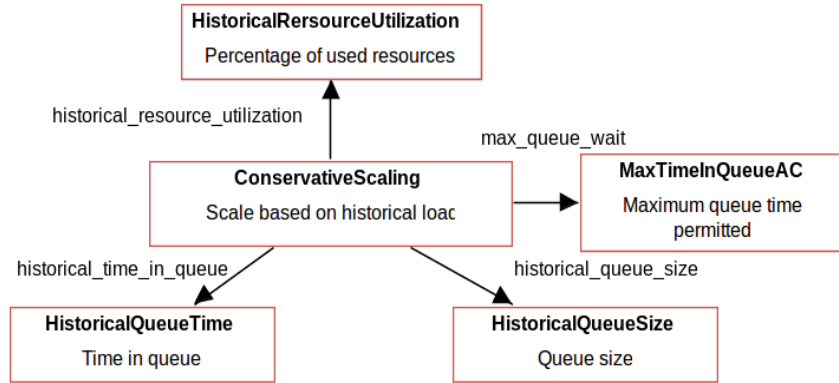 HistoricalRersourceUtilization
Percentage of used resources
historical_resource_utilization
max_queue_wait
ConservativeScaling
Scale based on historical load
MaxTimeInQueueAC
Maximum queue time
permitted
historical_time_in_queue
historical_queue_size
HistoricalQueueTime
Time in queue
HistoricalQueueSize
Queue size